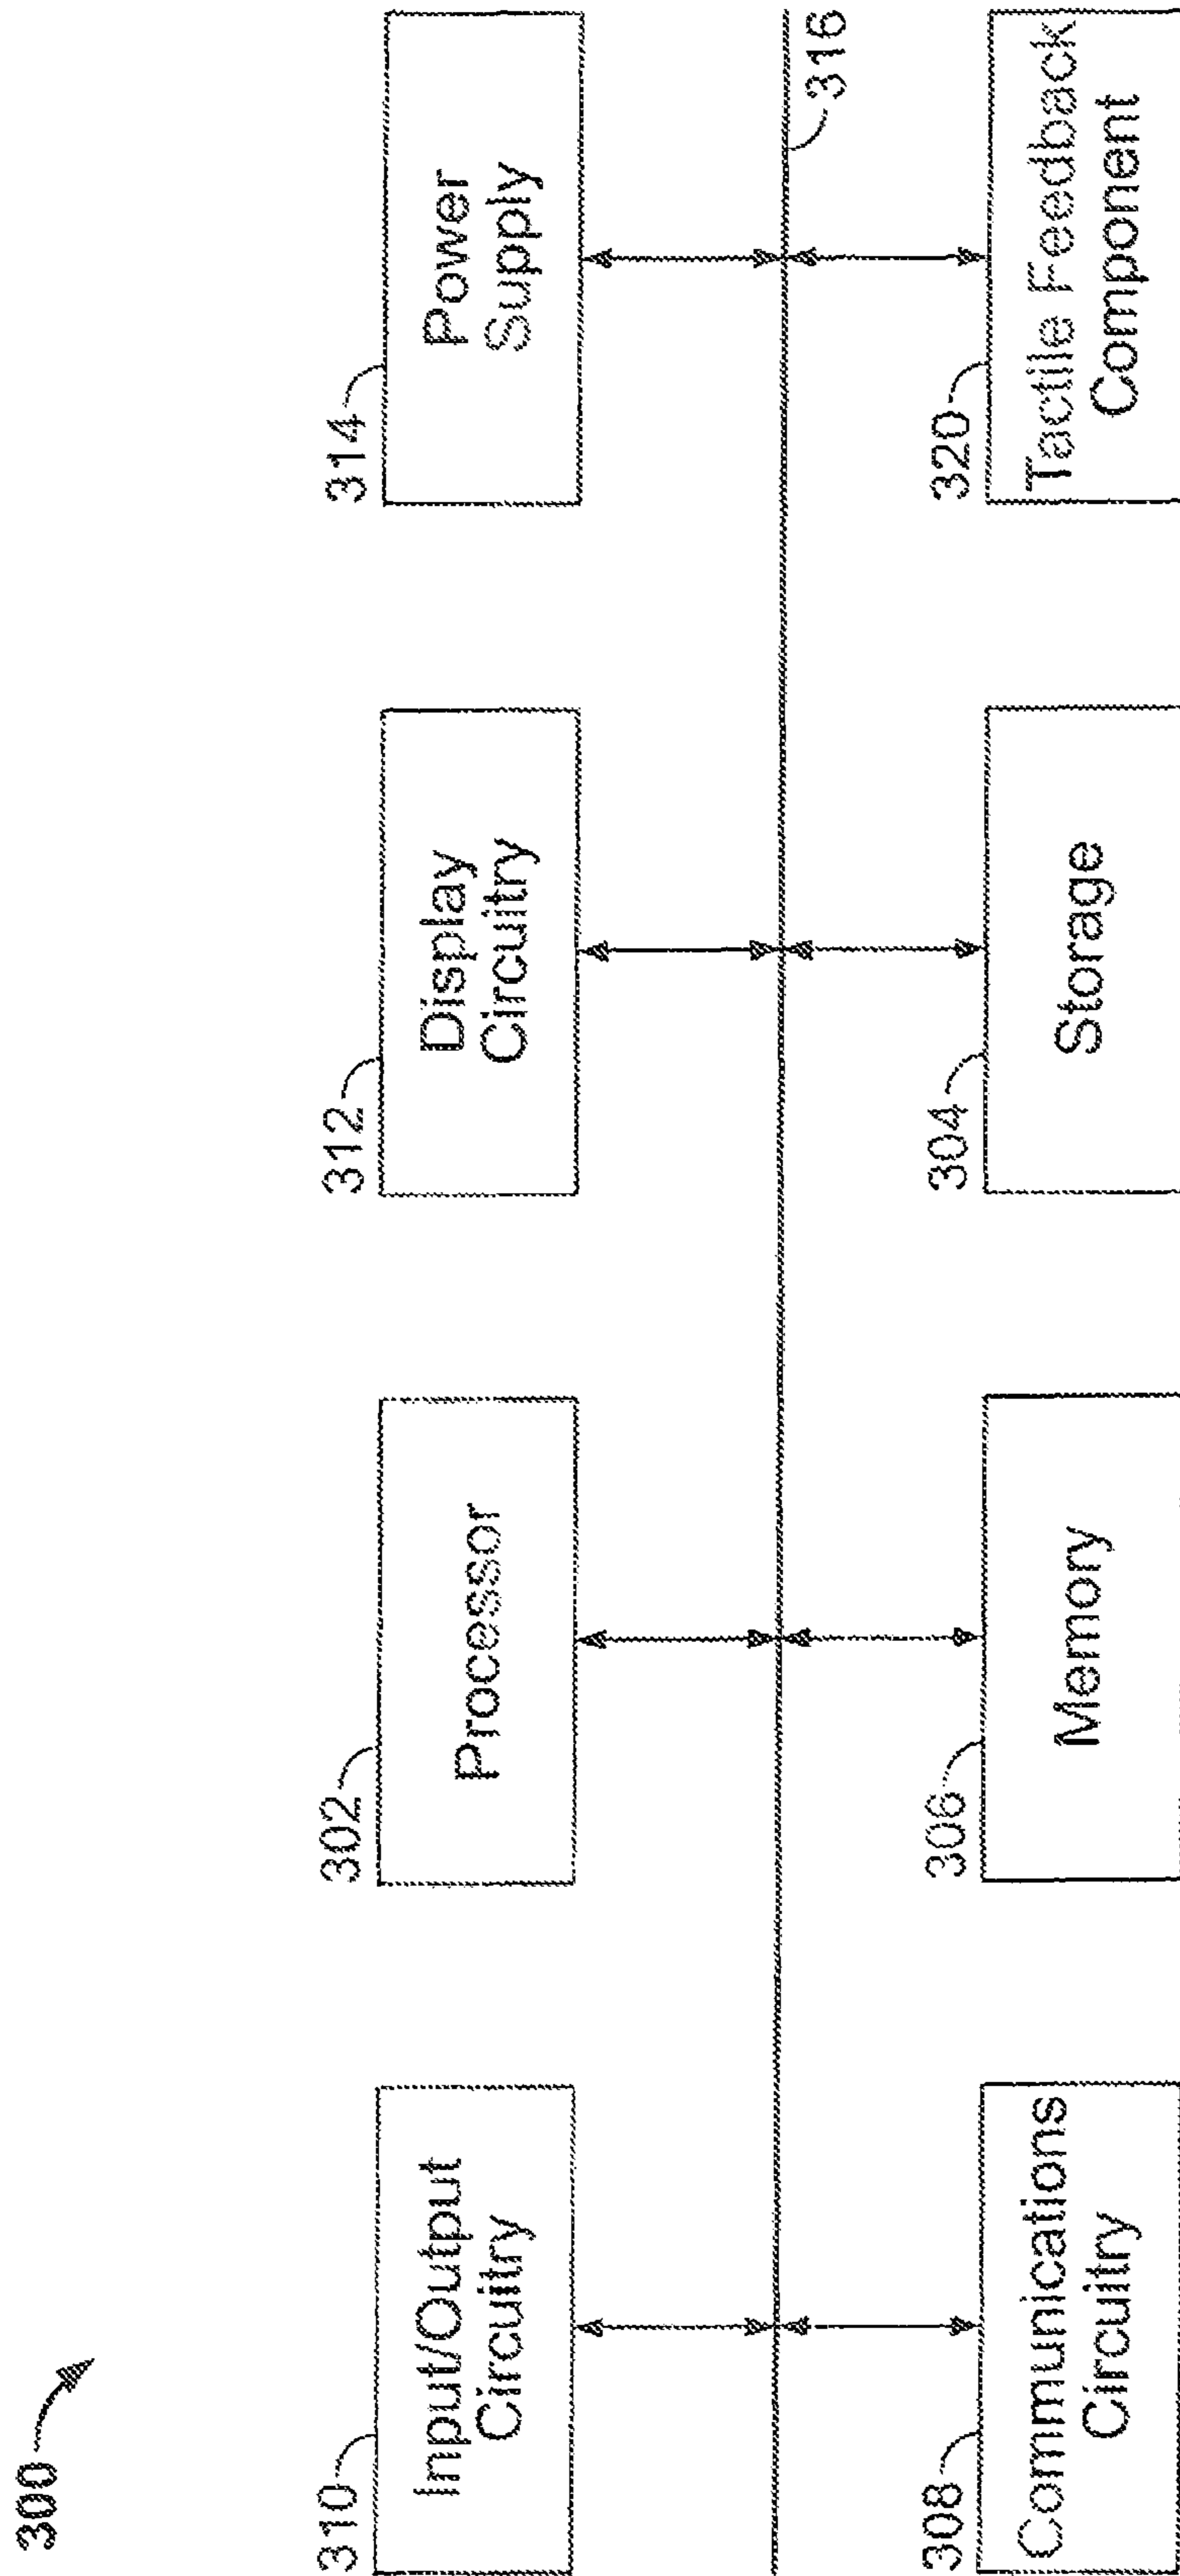 300
310
Input/Output
Circuitry
302
Processor
312
Display
Circuitry
314
Power
Supply
316
308
Communications
Circuitry
306
Memory
304
Storage
320
Tactile Feedback
Component